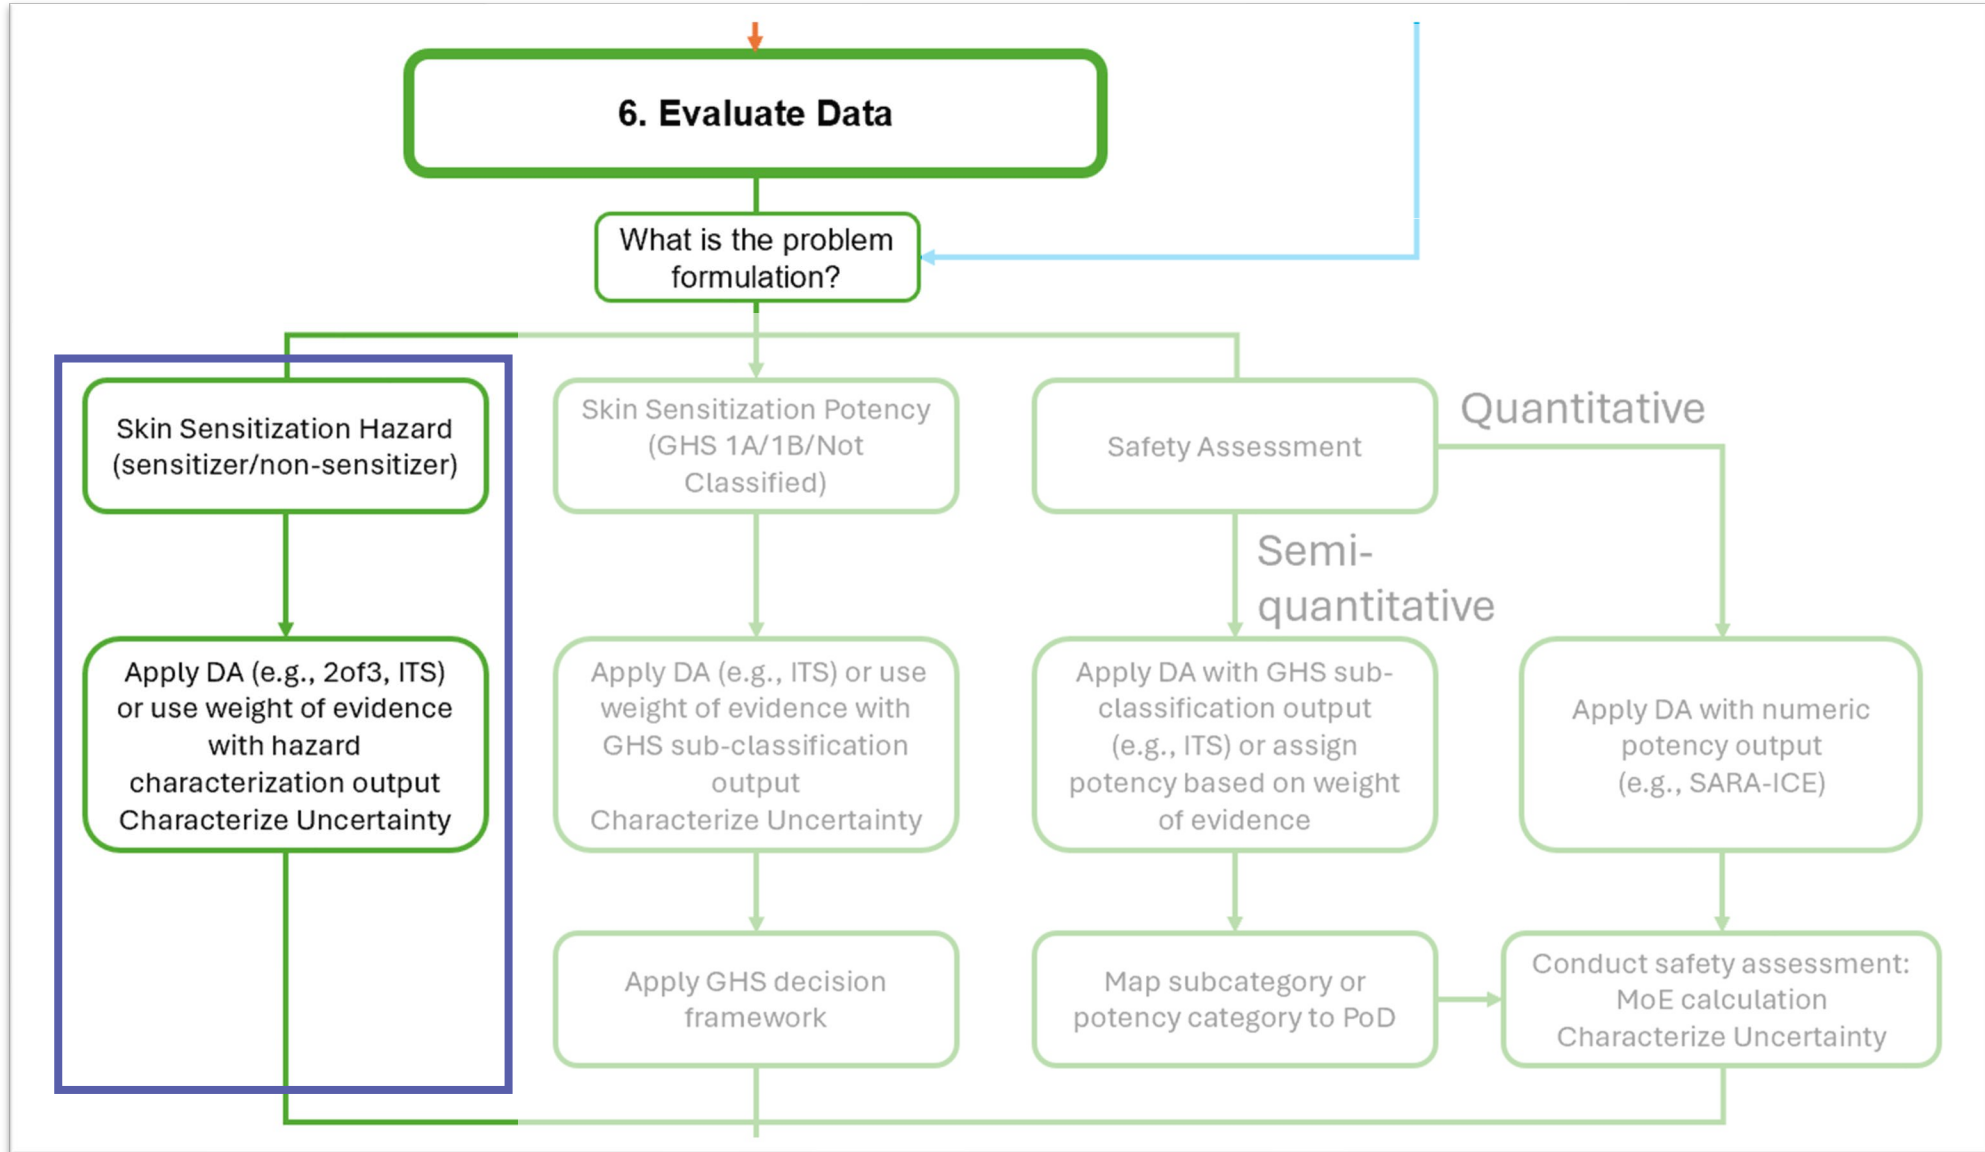 6. Evaluate Data
What is the problem
formulation?
Skin Sensitization Hazard
(sensitizer/non-sensitizer)
Skin Sensitization Potency
(GHS 1A/1B/Not
Classified)
Safety Assessment
Quantitative
Semi-
quantitative
Apply DA (e.g., 2of3, ITS)
or use weight of evidence
with hazard
characterization output
Characterize Uncertainty
Apply DA (e.g., ITS) or use
weight of evidence with
GHS sub-classification
output
Characterize Uncertainty
Apply DA with GHS sub-
classification output
(e.g., ITS) or assign
potency based on weight
of evidence
Apply DA with numeric
potency output
(e.g., SARA-ICE)
Apply GHS decision
framework
Map subcategory or
potency category to PoD
Conduct safety assessment:
MoE calculation
Characterize Uncertainty